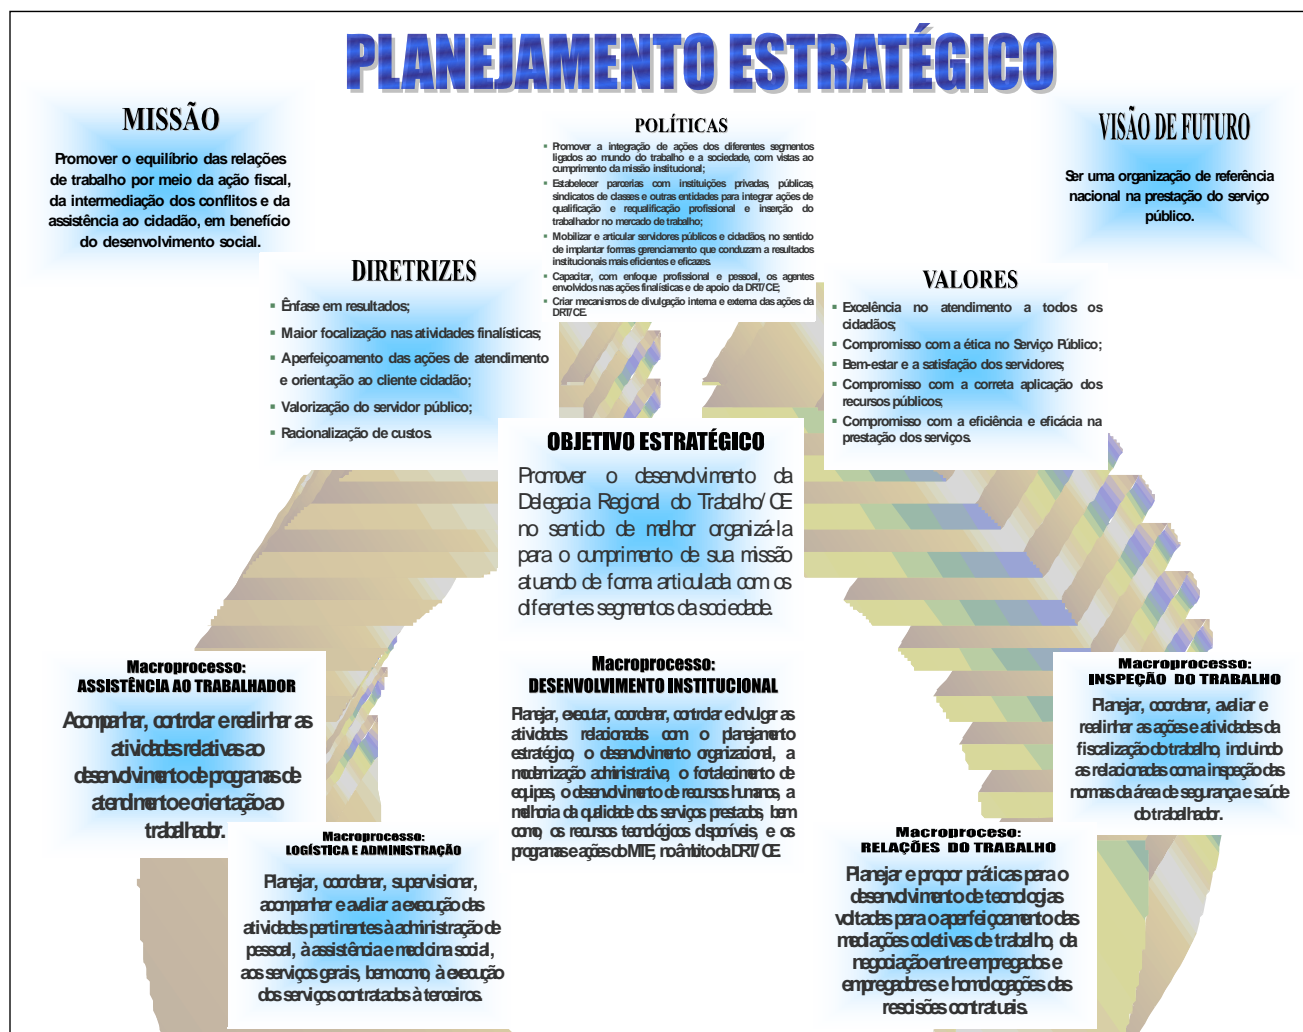 PLANEJAMENTO ESTRATÉGICO
MISSÃO
Promover o equilíbrio das relações
de trabalho por meio da ação fiscal,
da intermediação dos conflitos e da
assistência ao cidadão, em benefício
do desenvolvimento social.
POLÍTICAS
▪ Promover a integração de ações dos diferentes segmentos
ligados ao mundo do trabalho e a sociedade, com vistas ao
cumprimento da missão institucional;
▪ Estabelecer parcerias com instituições privadas, públicas,
sindicatos de classes e outras entidades para integrar ações de
qualificação e requalificação profissional e inserção do
trabalhador no mercado de trabalho;
▪ Mobilizar e articular servidores públicos e cidadãos, no sentido
de implantar formas gerenciamento que conduzam a resultados
institucionais mais eficientes e eficazes.
▪ Capacitar, com enfoque profissional e pessoal, os agentes
envolvidos nas ações finalísticas e de apoio da DRT/CE;
▪ Criar mecanismos de divulgação interna e externa das ações da
DRT/CE.
VISÃO DE FUTURO
Ser uma organização de referência
nacional na prestação do serviço
público.
DIRETRIZES
▪ Ênfase em resultados;
▪ Maior focalização nas atividades finalísticas;
▪ Aperfeiçoamento das ações de atendimento
e orientação ao cliente cidadão;
▪ Valorização do servidor público;
▪ Racionalização de custos.
VALORES
▪ Excelência no atendimento a todos os
cidadãos;
▪ Compromisso com a ética no Serviço Público;
▪ Bem-estar e a satisfação dos servidores;
▪ Compromisso com a correta aplicação dos
recursos públicos;
▪ Compromisso com a eficiência e eficácia na
prestação dos serviços.
OBJETIVO ESTRATÉGICO
Promover o desenvolvimento da
Delegacia Regional do Trabalho/CE
no sentido de melhor organizá-la
para o cumprimento de sua missão
atuando de forma articulada com os
diferentes segmentos da sociedade.
Macroprocesso:
ASSISTÊNCIA AO TRABALHADOR
Acompanhar, controlar e realinhar as
atividades relativas ao
desenvolvimento de programas de
atendimento e orientação ao
trabalhador.
Macroprocesso:
DESENVOLVIMENTO INSTITUCIONAL
Planejar, executar, coordenar, controlar e divulgar as
atividades relacionadas com o planejamento
estratégico, o desenvolvimento organizacional, a
modernização administrativa, o fortalecimento de
equipes, o desenvolvimento de recursos humanos, a
melhoria da qualidade dos serviços prestados, bem
como, os recursos tecnológicos disponíveis, e os
programas e ações do MTE, no âmbito da DRT/CE.
Macroprocesso:
INSPEÇÃO DO TRABALHO
Planejar, coordenar, avaliar e
realinhar as ações e atividades da
fiscalização do trabalho, incluindo
as relacionadas com a inspeção das
normas da área de segurança e saúde
do trabalhador.
Macroprocesso:
LOGÍSTICA E ADMINISTRAÇÃO
Planejar, coordenar, supervisionar,
acompanhar e avaliar a execução das
atividades pertinentes à administração de
pessoal, à assistência e medicina social,
aos serviços gerais, bem como, à execução
dos serviços contratados à terceiros.
Macroproceso:
RELAÇÕES DO TRABALHO
Planejar e propor práticas para o
desenvolvimento de tecnologias
voltadas para o aperfeiçoamento das
mediações coletivas de trabalho, da
negociação entre empregados e
empregadores e homologações das
rescisões contratuais.